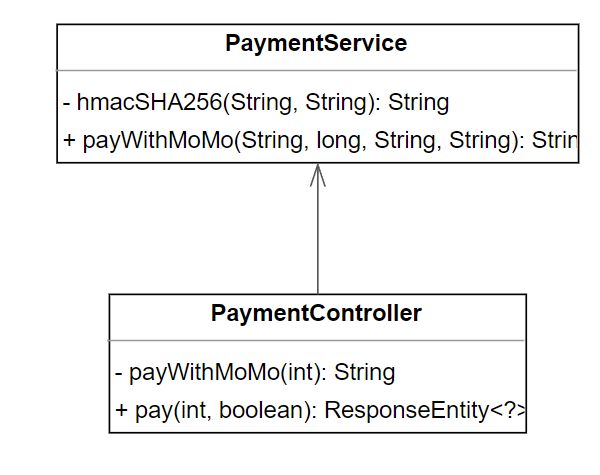 PaymentService
- hmacSHA256(String, String): String
+ payWithMoMo(String, long, String, String): Strin
PaymentController
- payWithMoMo(int): String
+ pay(int, boolean): ResponseEntity<?>